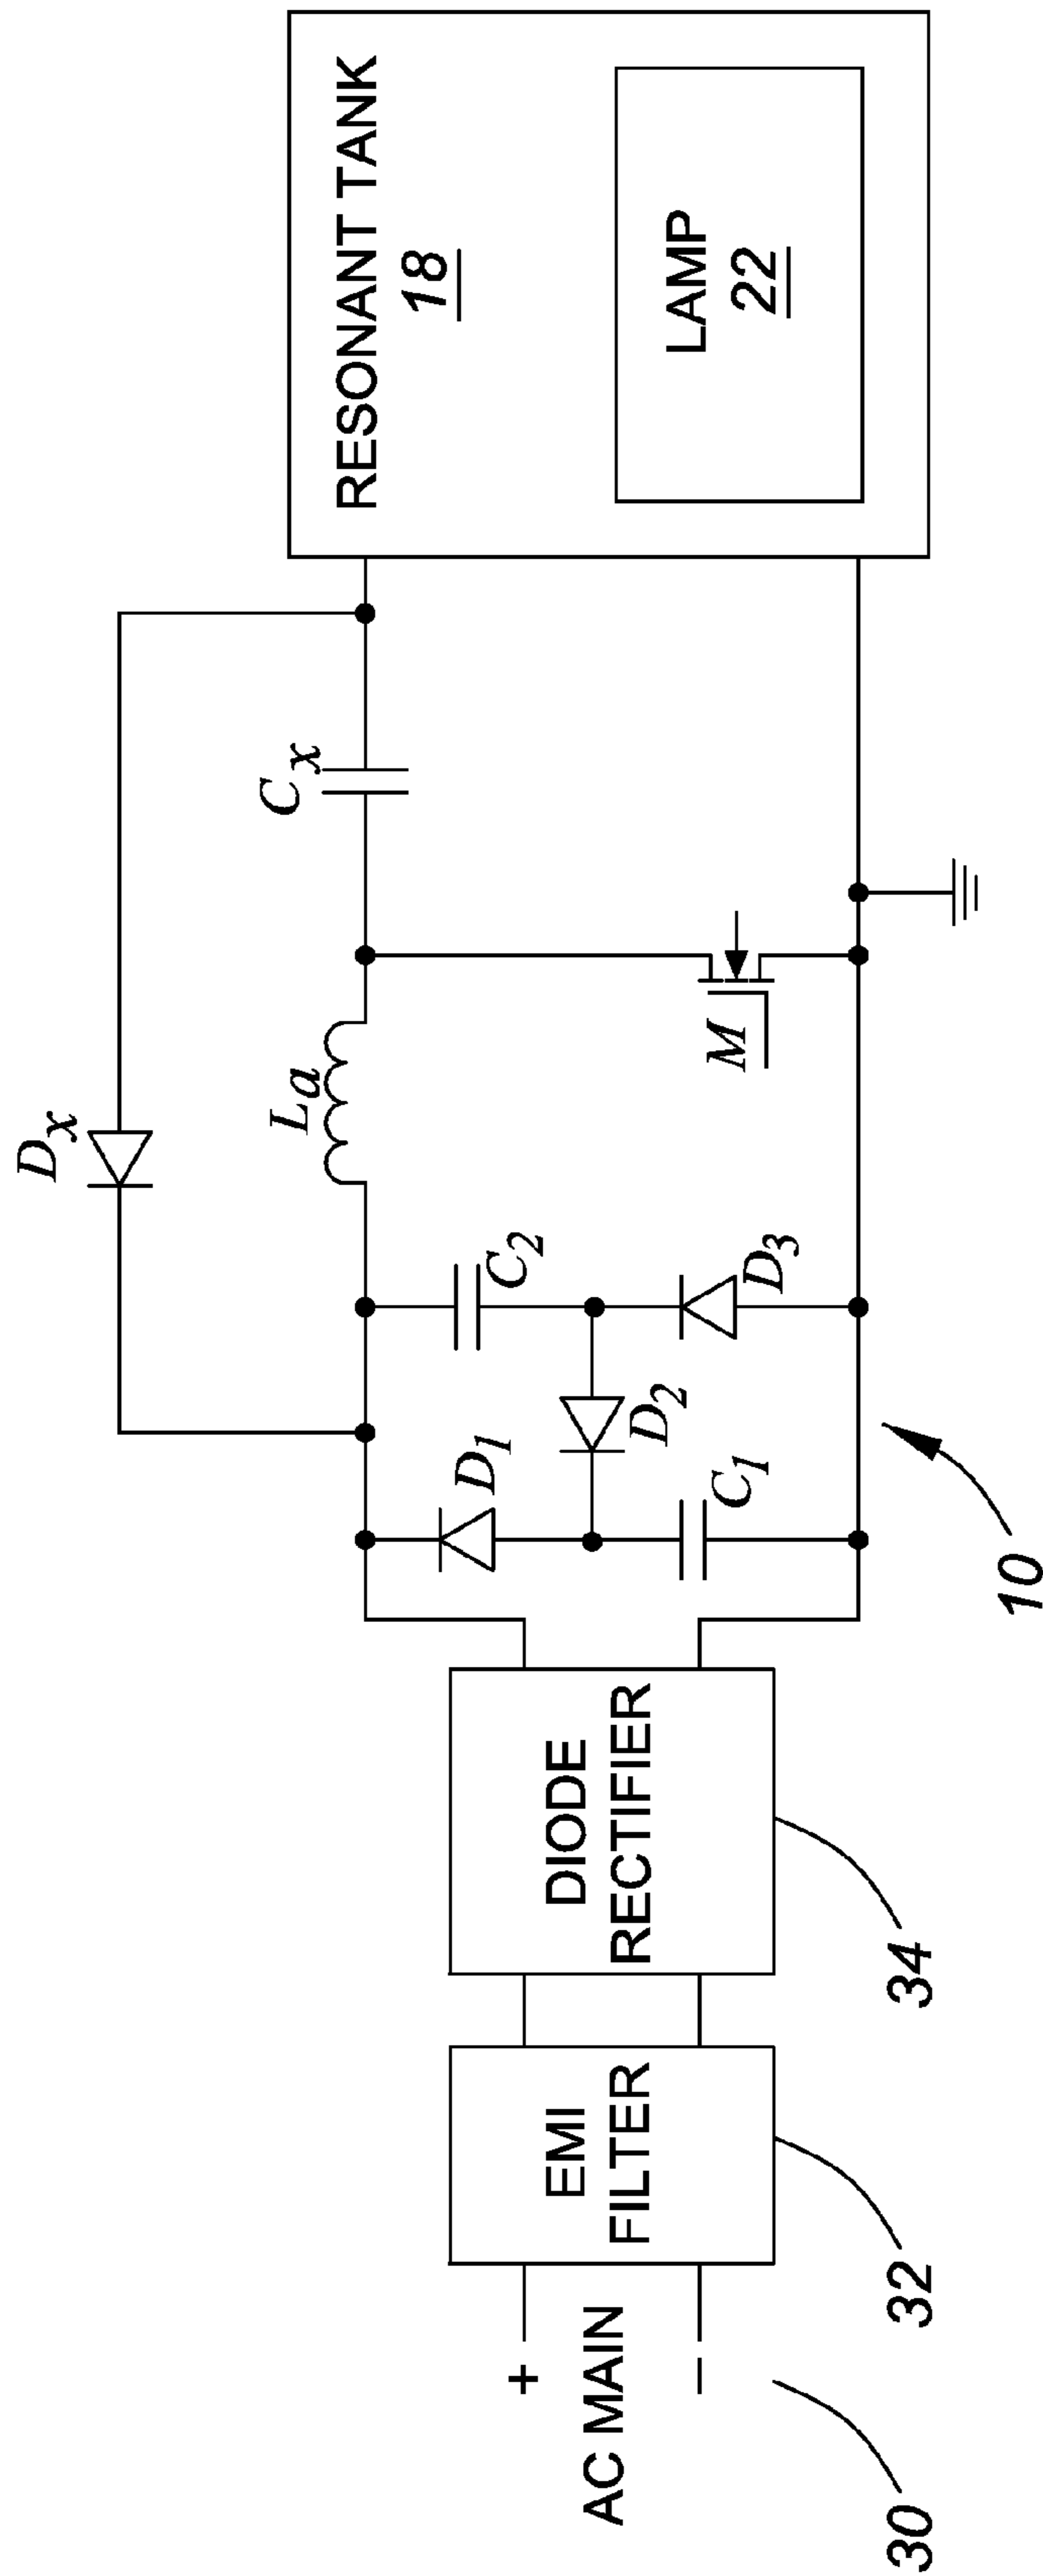 Dx
RESONANT TANK
18
Cx
La
C2
D1
LAMP
22
D2
D3
M
C1
DIODE
RECTIFIER
EMI
FILTER
+
AC MAIN
−
10
34
32
30